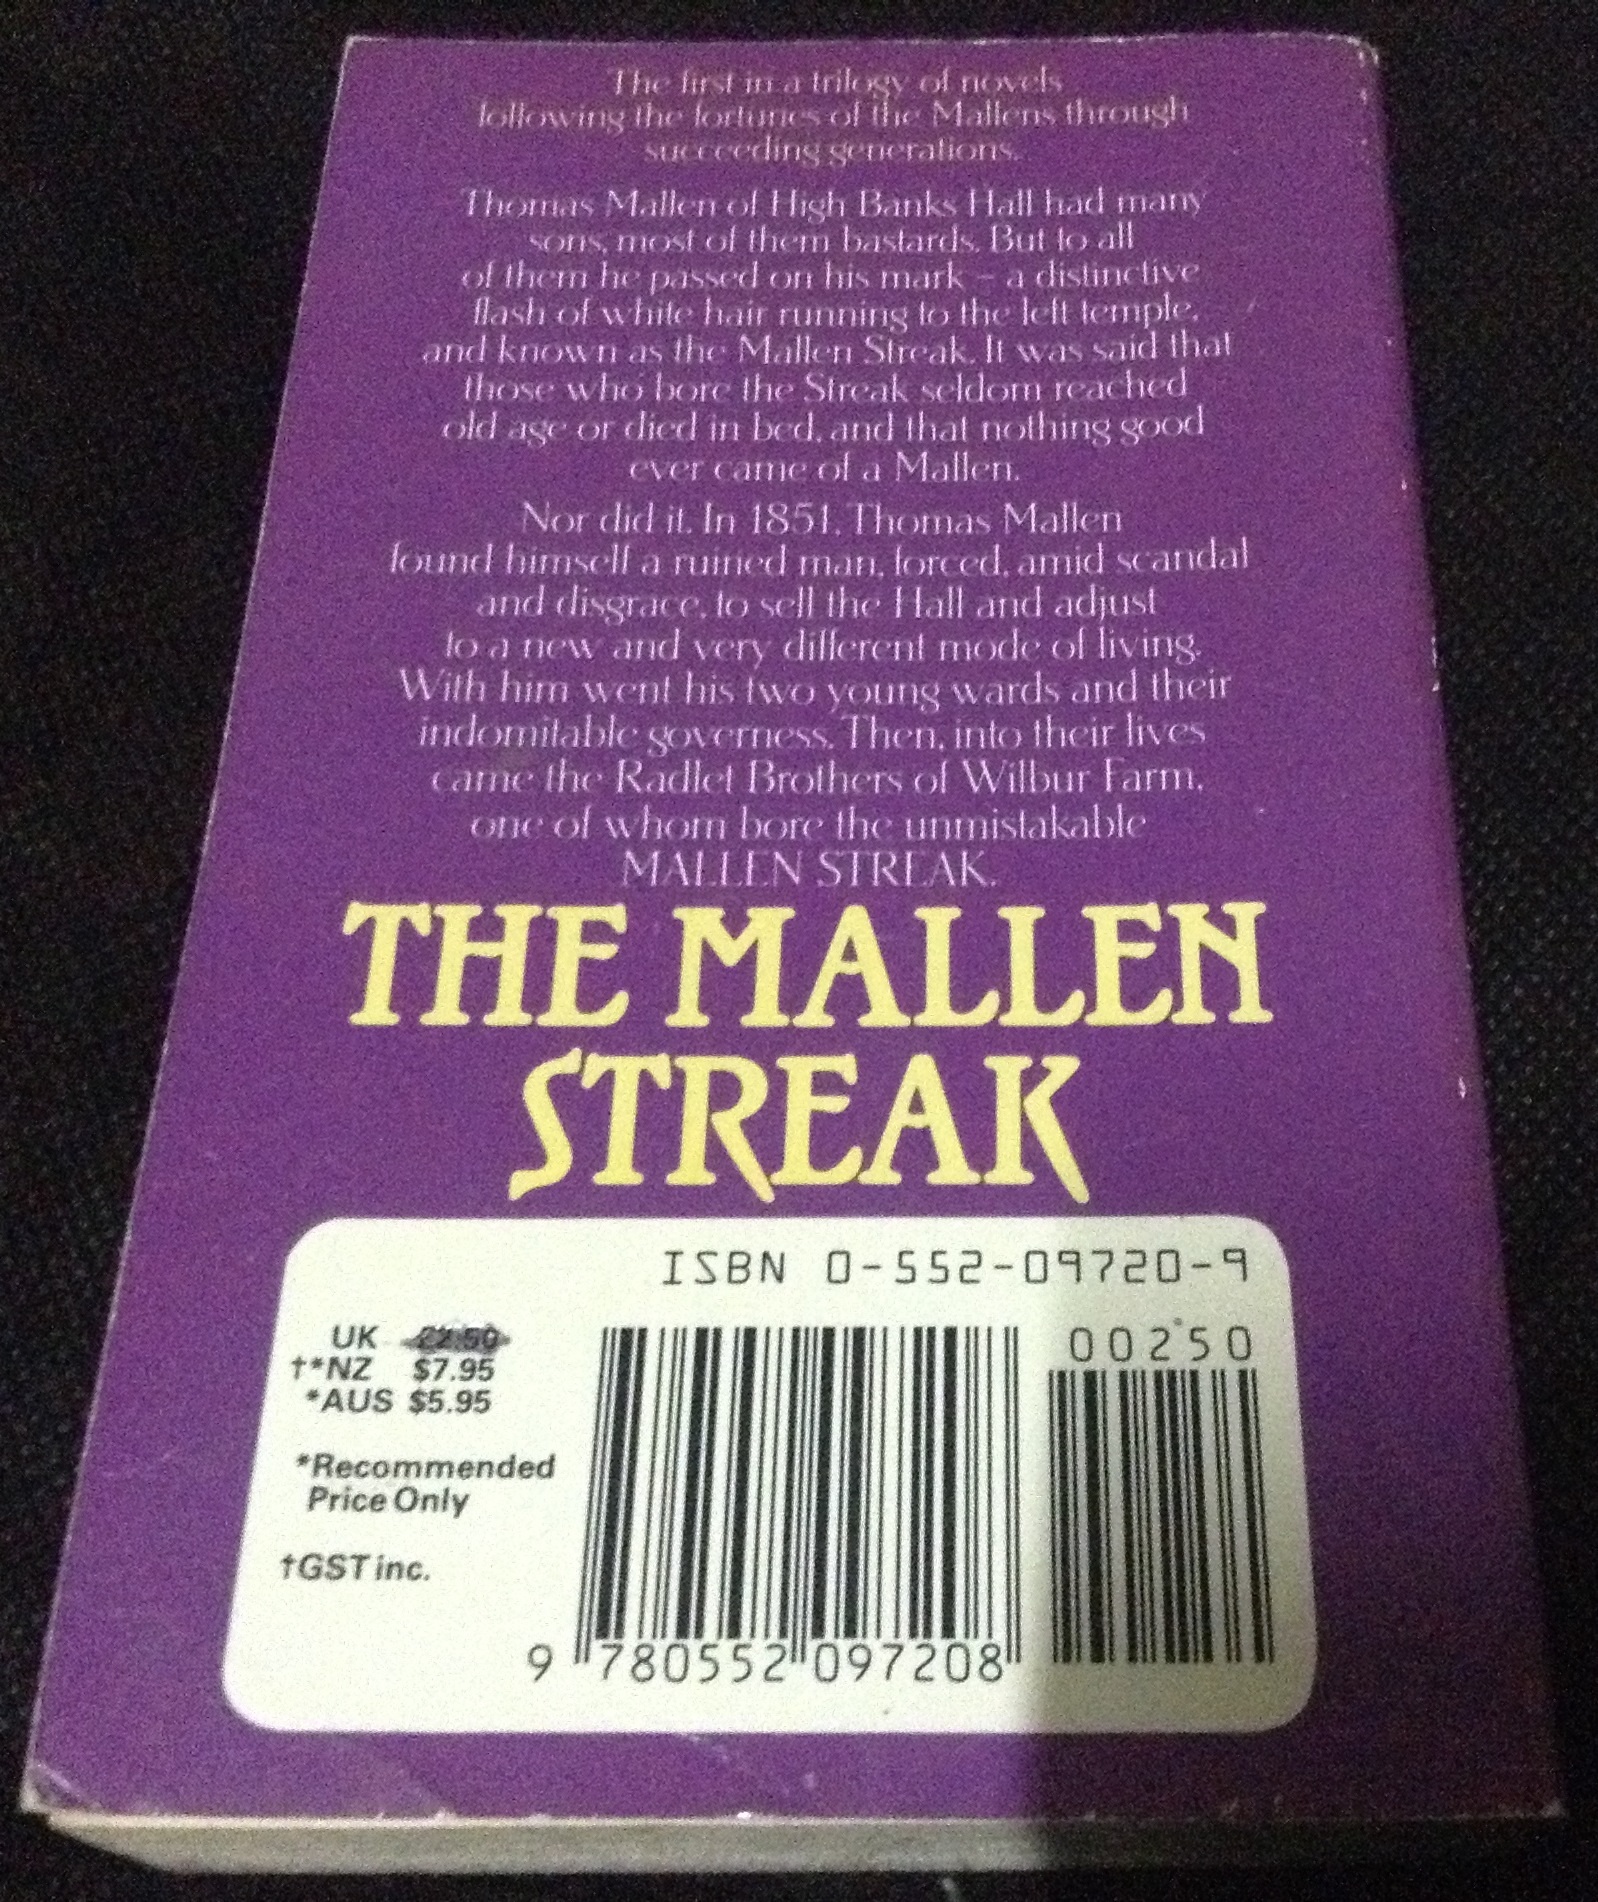 The first in a trilogy of novels
following the fortunes of the Mallens through
succeeding generations.
Thomas Mallen of High Banks Hall had many
sons, most of them bastards. But to all
of them he passed on his mark – a distinctive
flash of white hair running to the left temple,
and known as the Mallen Streak. It was said that
those who bore the Streak seldom reached
old age or died in bed, and that nothing good
ever came of a Mallen.
Nor did it. In 1851, Thomas Mallen
found himself a ruined man, forced, amid scandal
and disgrace, to sell the Hall and adjust
to a new and very different mode of living.
With him went his two young wards and their
indomitable governess. Then, into their lives
came the Radlet Brothers of Wilbur Farm,
one of whom bore the unmistakable
MALLEN STREAK.
THE MALLEN
STREAK
ISBN 0-552-09720-9
UK £2.50
†*NZ $7.95
*AUS $5.95
*Recommended
Price Only
†GST inc.
00250
9 780552 097208